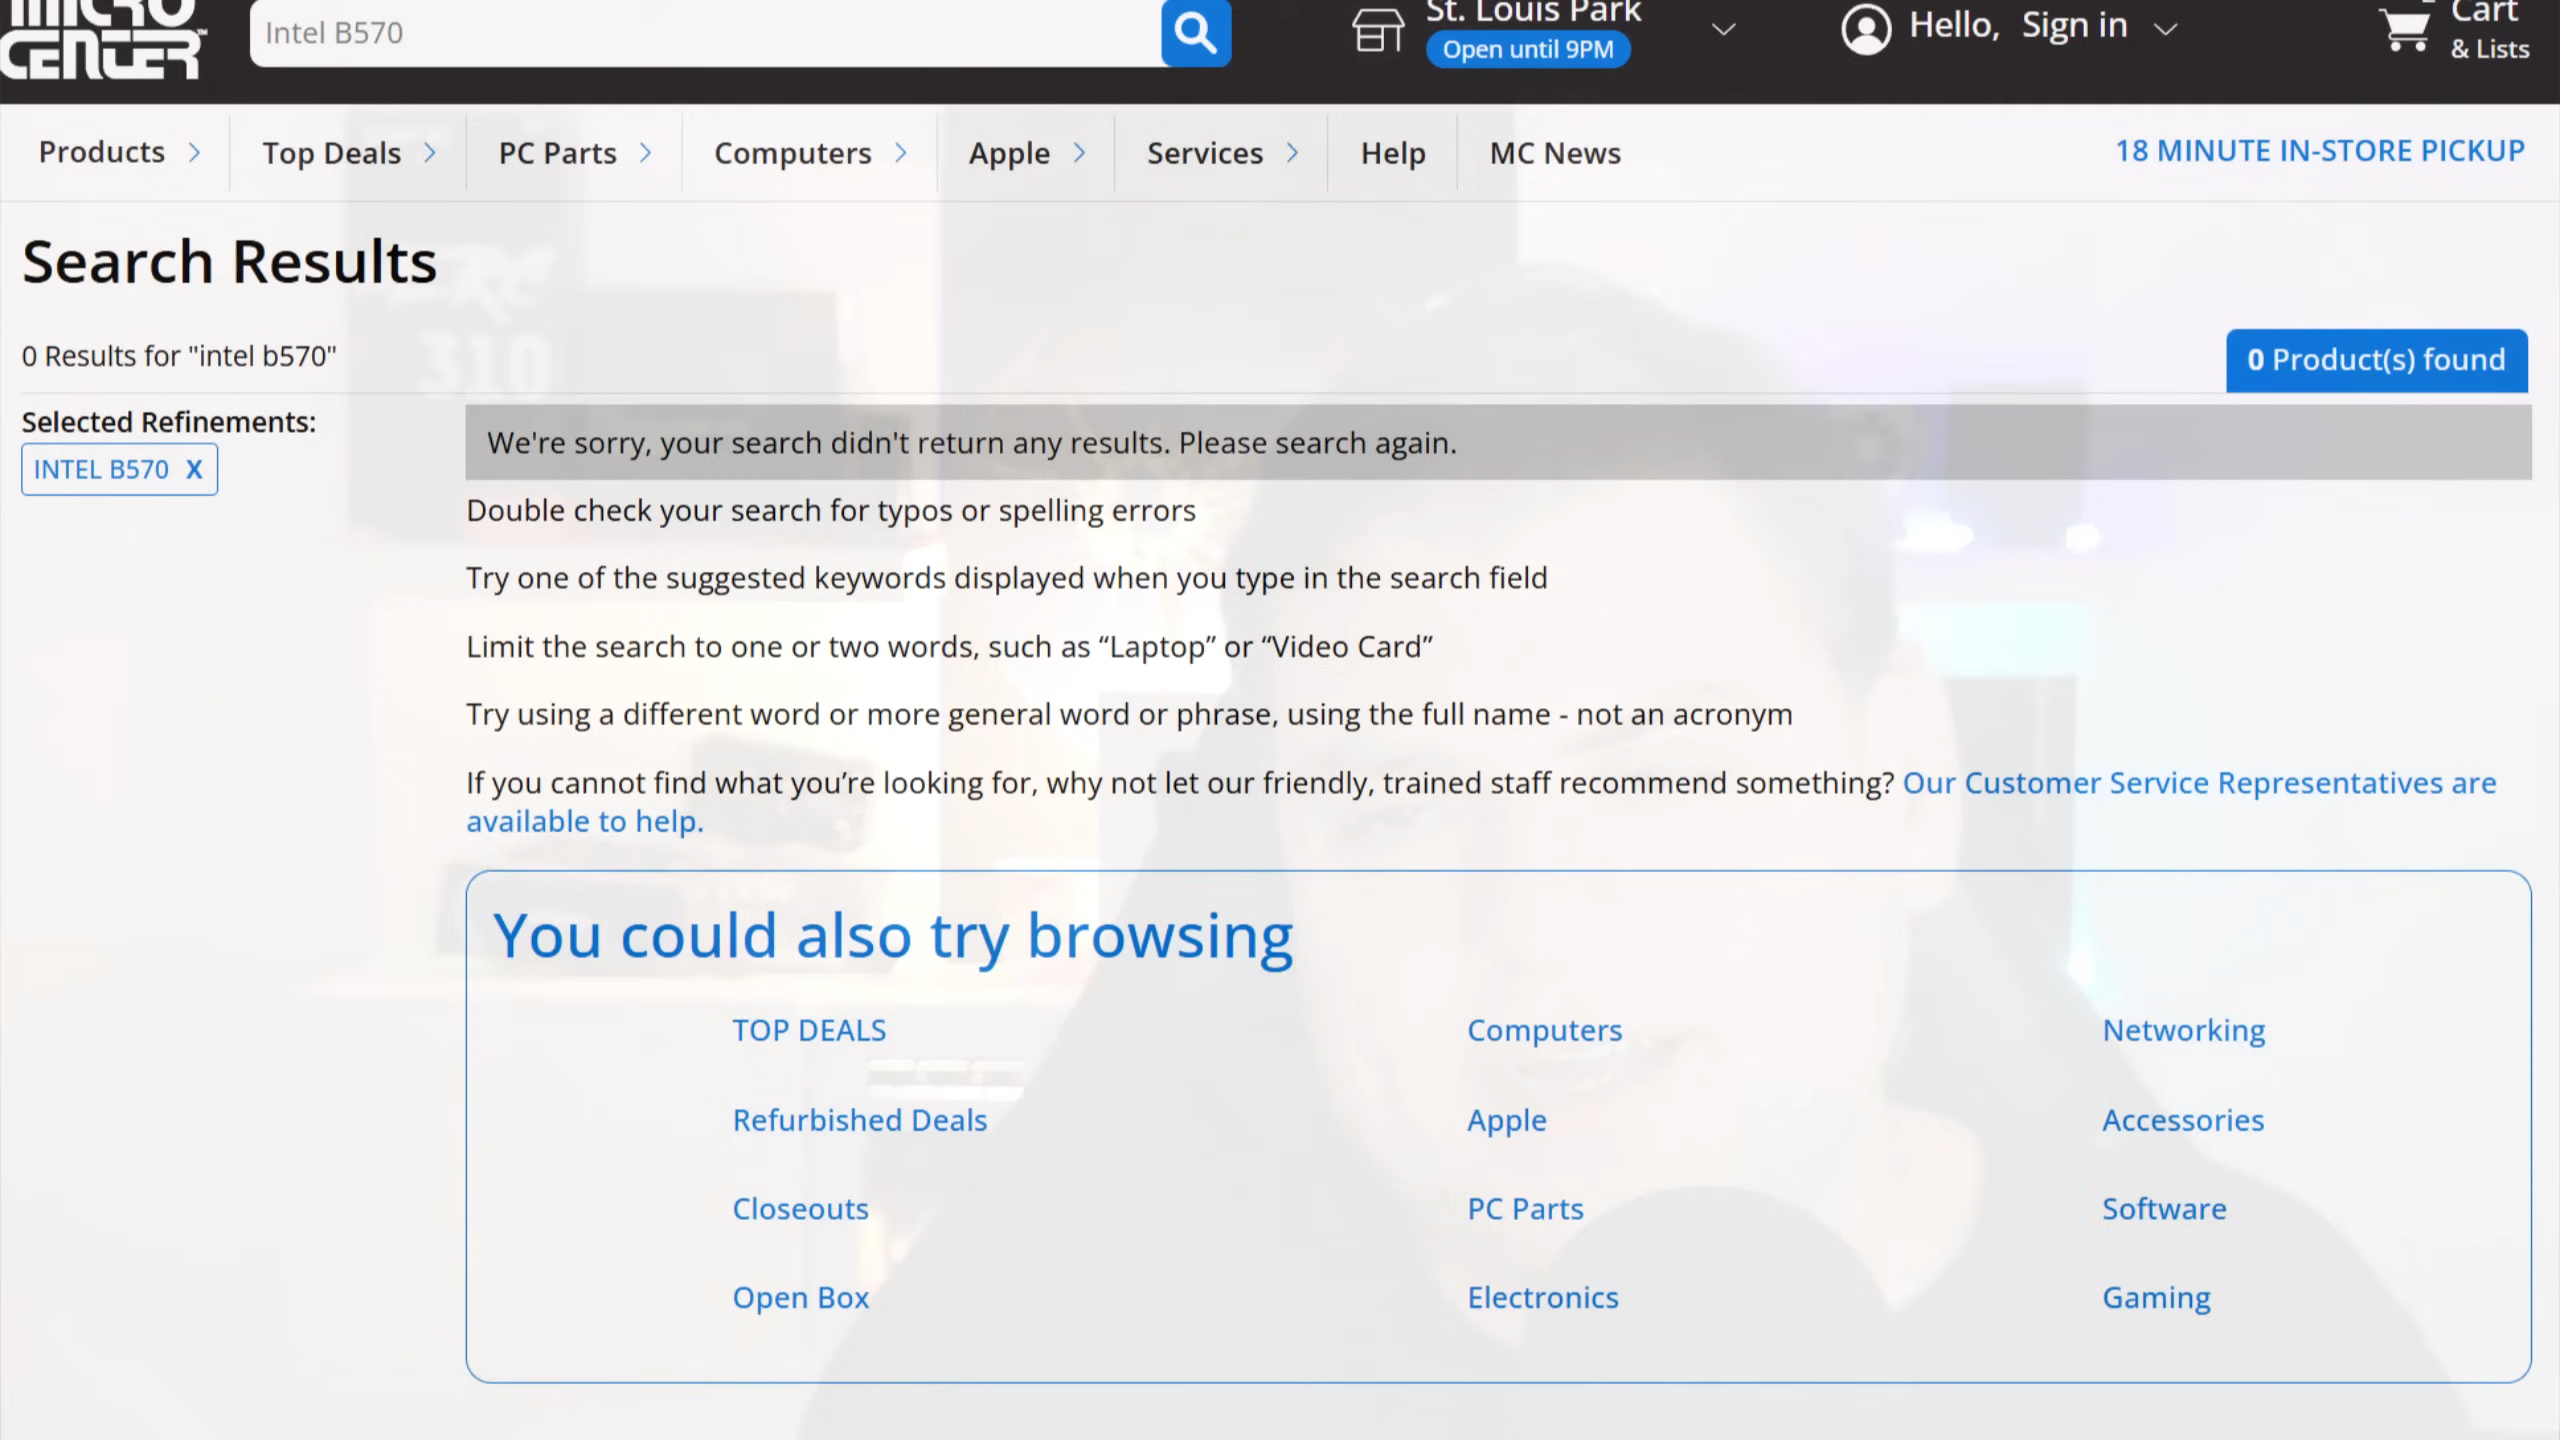 MICRO
CENTER
Intel B570
St. Louis Park
Open until 9PM
Hello, Sign in
Cart
& Lists
Products
Top Deals
PC Parts
Computers
Apple
Services
Help
MC News
18 MINUTE IN-STORE PICKUP
Search Results
0 Results for "intel b570"
0 Product(s) found
Selected Refinements:
INTEL B570 X
We're sorry, your search didn't return any results. Please search again.
Double check your search for typos or spelling errors
Try one of the suggested keywords displayed when you type in the search field
Limit the search to one or two words, such as “Laptop” or “Video Card”
Try using a different word or more general word or phrase, using the full name - not an acronym
If you cannot find what you’re looking for, why not let our friendly, trained staff recommend something? Our Customer Service Representatives are
available to help.
You could also try browsing
TOP DEALS
Computers
Networking
Refurbished Deals
Apple
Accessories
Closeouts
PC Parts
Software
Open Box
Electronics
Gaming
310